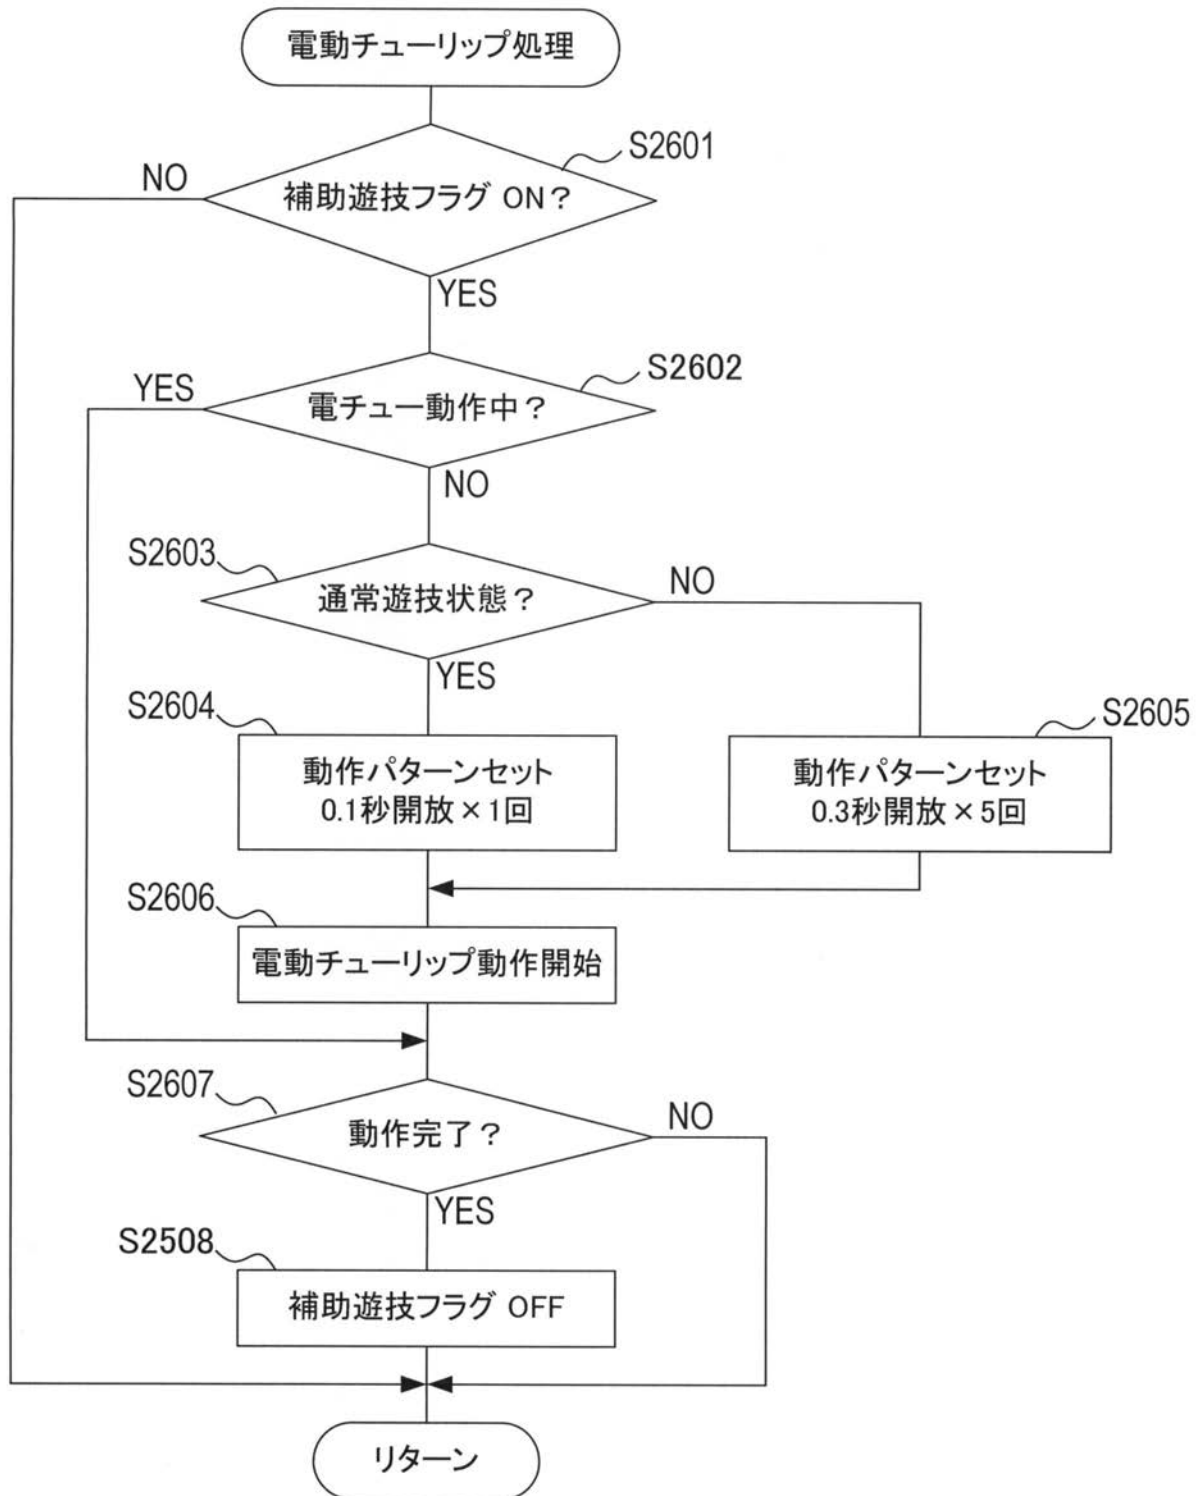 電動チューリップ処理
S2601
NO
補助遊技フラグ ON？
YES
S2602
YES
電チュー動作中？
NO
S2603
NO
通常遊技状態？
YES
S2604
S2605
動作パターンセット
0.1秒開放×1回
動作パターンセット
0.3秒開放×5回
S2606
電動チューリップ動作開始
S2607
NO
動作完了？
YES
S2508
補助遊技フラグ OFF
リターン